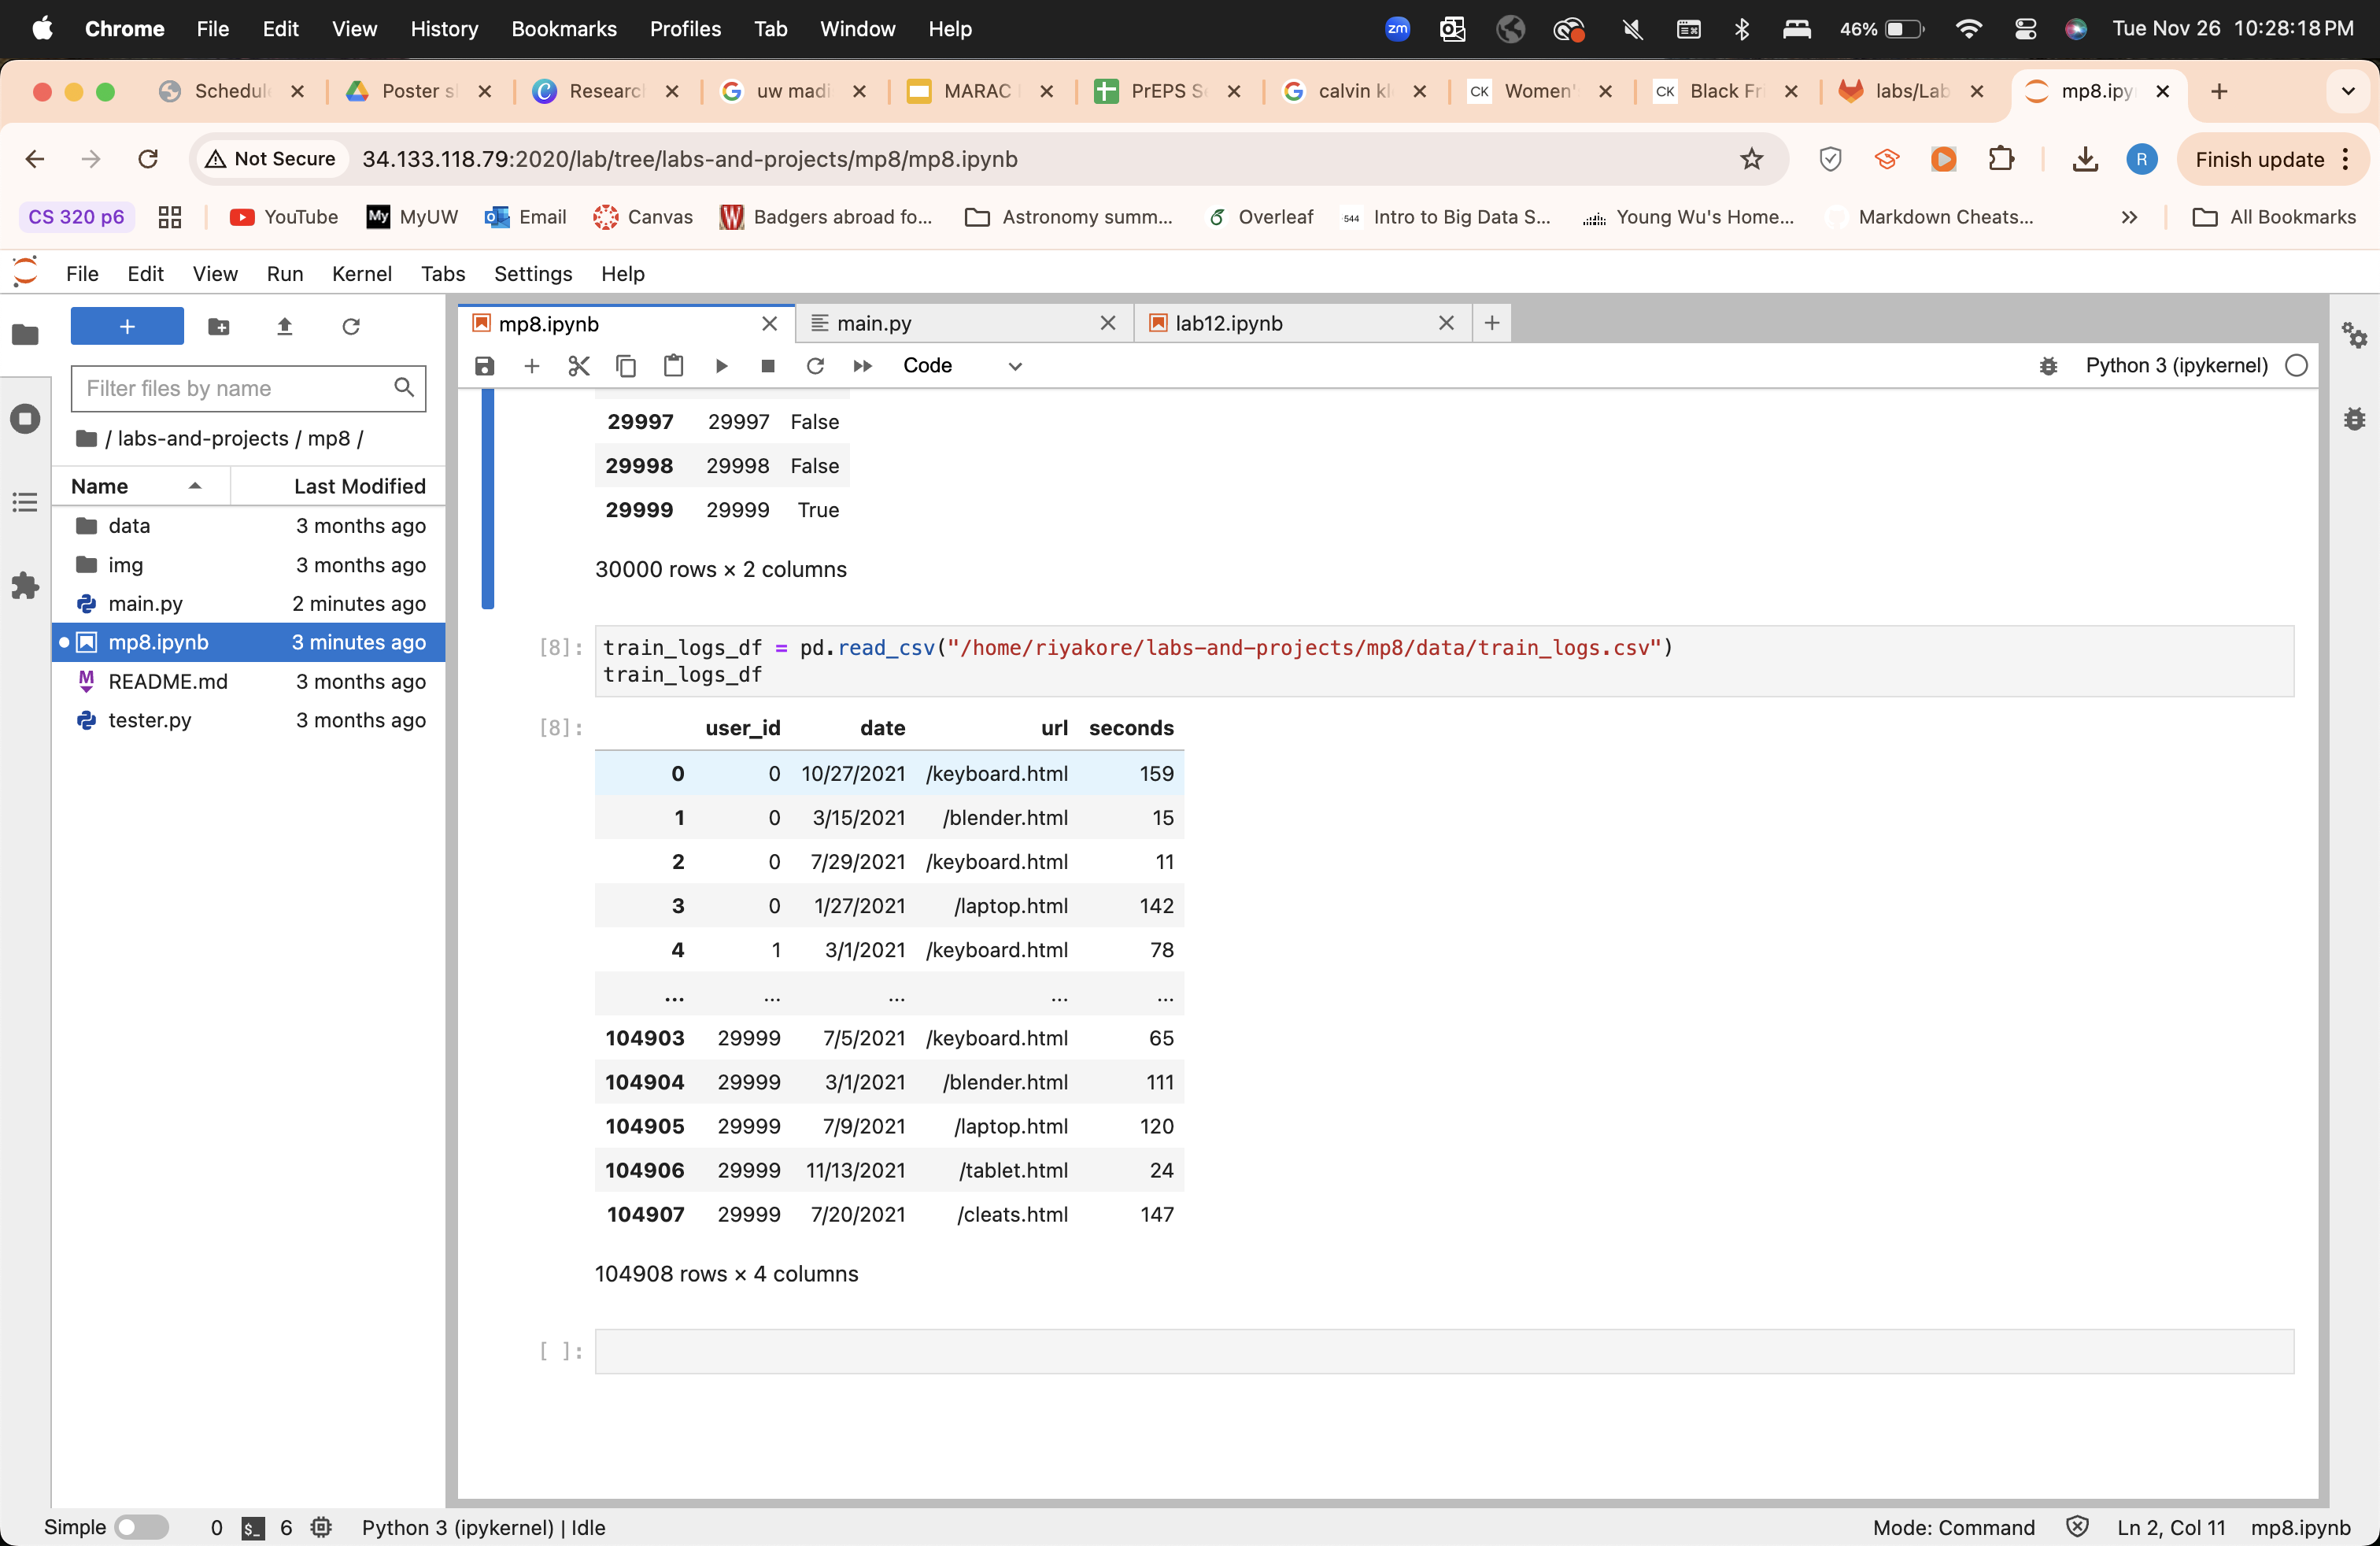 Chrome File Edit View History Bookmarks Profiles Tab Window Help zm 46% Tue Nov 26 10:28:18 PM
Schedul Poster s Researc uw madi MARAC PrEPS S calvin kl CK Women' CK Black Fri labs/Lab mp8.ipy
Not Secure 34.133.118.79:2020/lab/tree/labs-and-projects/mp8/mp8.ipynb R Finish update
CS 320 p6 YouTube My MyUW Email Canvas W Badgers abroad fo... Astronomy summ... Overleaf 544 Intro to Big Data S... Young Wu's Home... Markdown Cheats... » All Bookmarks
File Edit View Run Kernel Tabs Settings Help
mp8.ipynb main.py lab12.ipynb
Code Python 3 (ipykernel)
Filter files by name
/ labs-and-projects / mp8 /
Name Last Modified
data 3 months ago
img 3 months ago
main.py 2 minutes ago
mp8.ipynb 3 minutes ago
README.md 3 months ago
tester.py 3 months ago
29997 29997 False
29998 29998 False
29999 29999 True
30000 rows × 2 columns
[8]: train_logs_df = pd.read_csv("/home/riyakore/labs-and-projects/mp8/data/train_logs.csv")
train_logs_df
[8]: user_id date url seconds
0 0 10/27/2021 /keyboard.html 159
1 0 3/15/2021 /blender.html 15
2 0 7/29/2021 /keyboard.html 11
3 0 1/27/2021 /laptop.html 142
4 1 3/1/2021 /keyboard.html 78
... ... ... ... ...
104903 29999 7/5/2021 /keyboard.html 65
104904 29999 3/1/2021 /blender.html 111
104905 29999 7/9/2021 /laptop.html 120
104906 29999 11/13/2021 /tablet.html 24
104907 29999 7/20/2021 /cleats.html 147
104908 rows × 4 columns
[ ]:
Simple 0 $_ 6 Python 3 (ipykernel) | Idle Mode: Command Ln 2, Col 11 mp8.ipynb